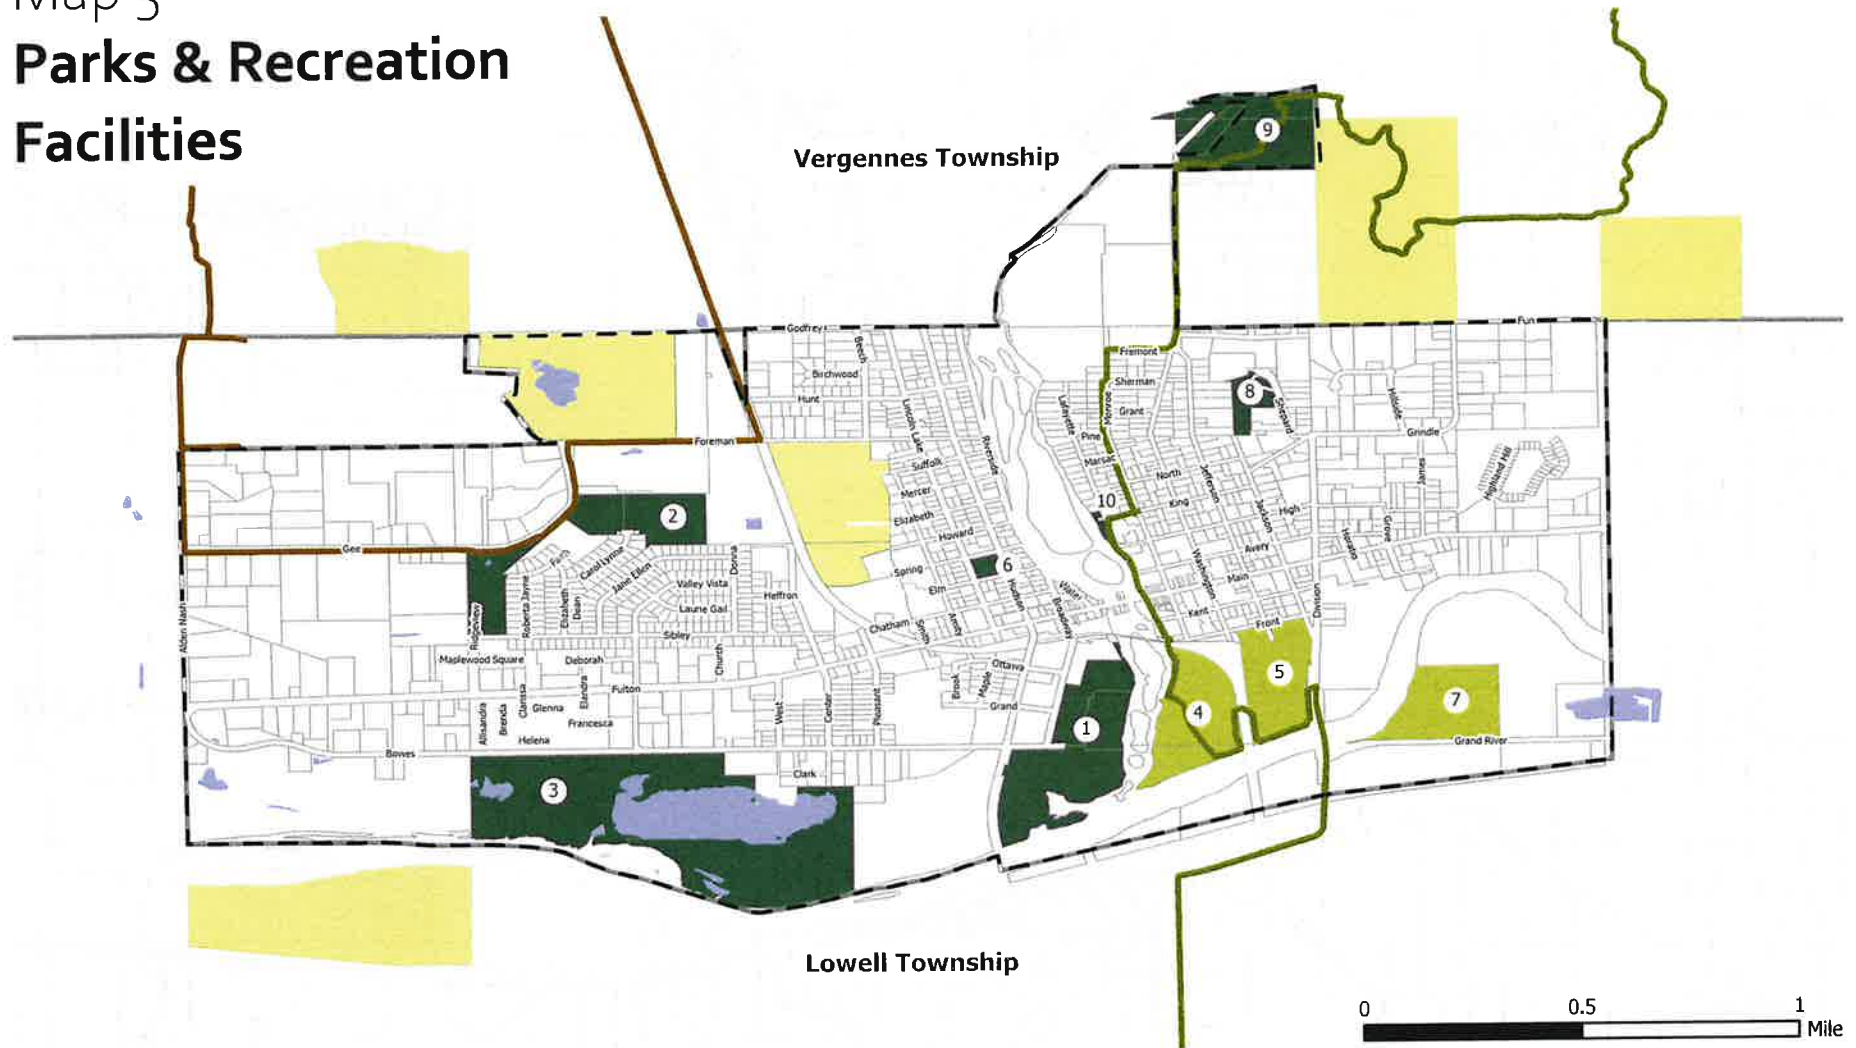 Map 3
Parks & Recreation
Facilities
Vergennes Township
9
Godfrey
Fun
Beech
Birchwood
Hunt
Fremont
Sherman
Grant
Monroe
Lafayette
Pine
Marsac
8
Shepard
Hillside
Grindle
Foreman
Lincoln Lake
Riverside
Suffolk
Mercer
Elizabeth
Howard
North
King
Jefferson
Jackson
High
James
Highland Hill
10
2
Gee
Faith
Carol Lynne
Jane Ellen
Donna
Valley Vista
Laurie Gail
Heffron
Spring
Elm
6
Hudson
Water
Broadway
Avery
Main
Washington
Kent
Horatio
Grove
Division
Front
Alden Nash
Ridgeview
Roberta Jayne
Elizabeth
Dean
Sibley
Chatham
Smith
Amity
Maplewood Square
Deborah
Church
Ottawa
Brook
Maple
Grand
Fulton
Clarissa
Elandra
Glenna
Francesca
Allisandra
Brenda
Helena
West
Center
Pleasant
Bowes
Clark
1
4
5
7
Grand River
3
Lowell Township
0 0.5 1
Mile